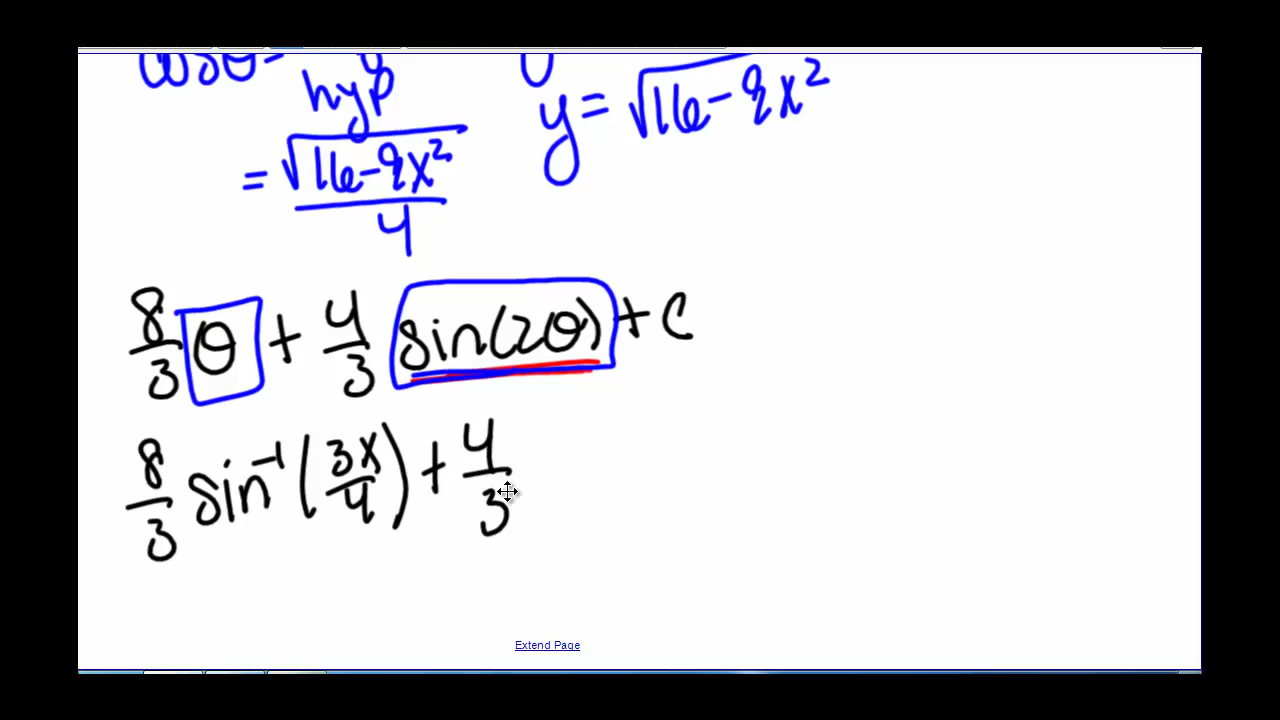 cosθ=
hyp
y = √16-9x²
= √16-9x² / 4
8/3 θ + 4/3 sin(2θ) + C
8/3 sin⁻¹(3x/4) + 4/3
Extend Page